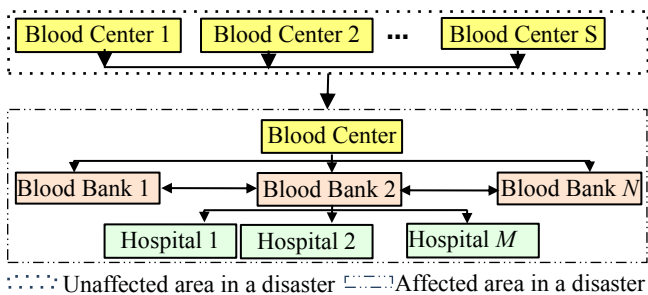 Blood Center 1 Blood Center 2 ... Blood Center S
Blood Center
Blood Bank 1 Blood Bank 2 Blood Bank N
Hospital 1 Hospital 2 Hospital M
Unaffected area in a disaster Affected area in a disaster